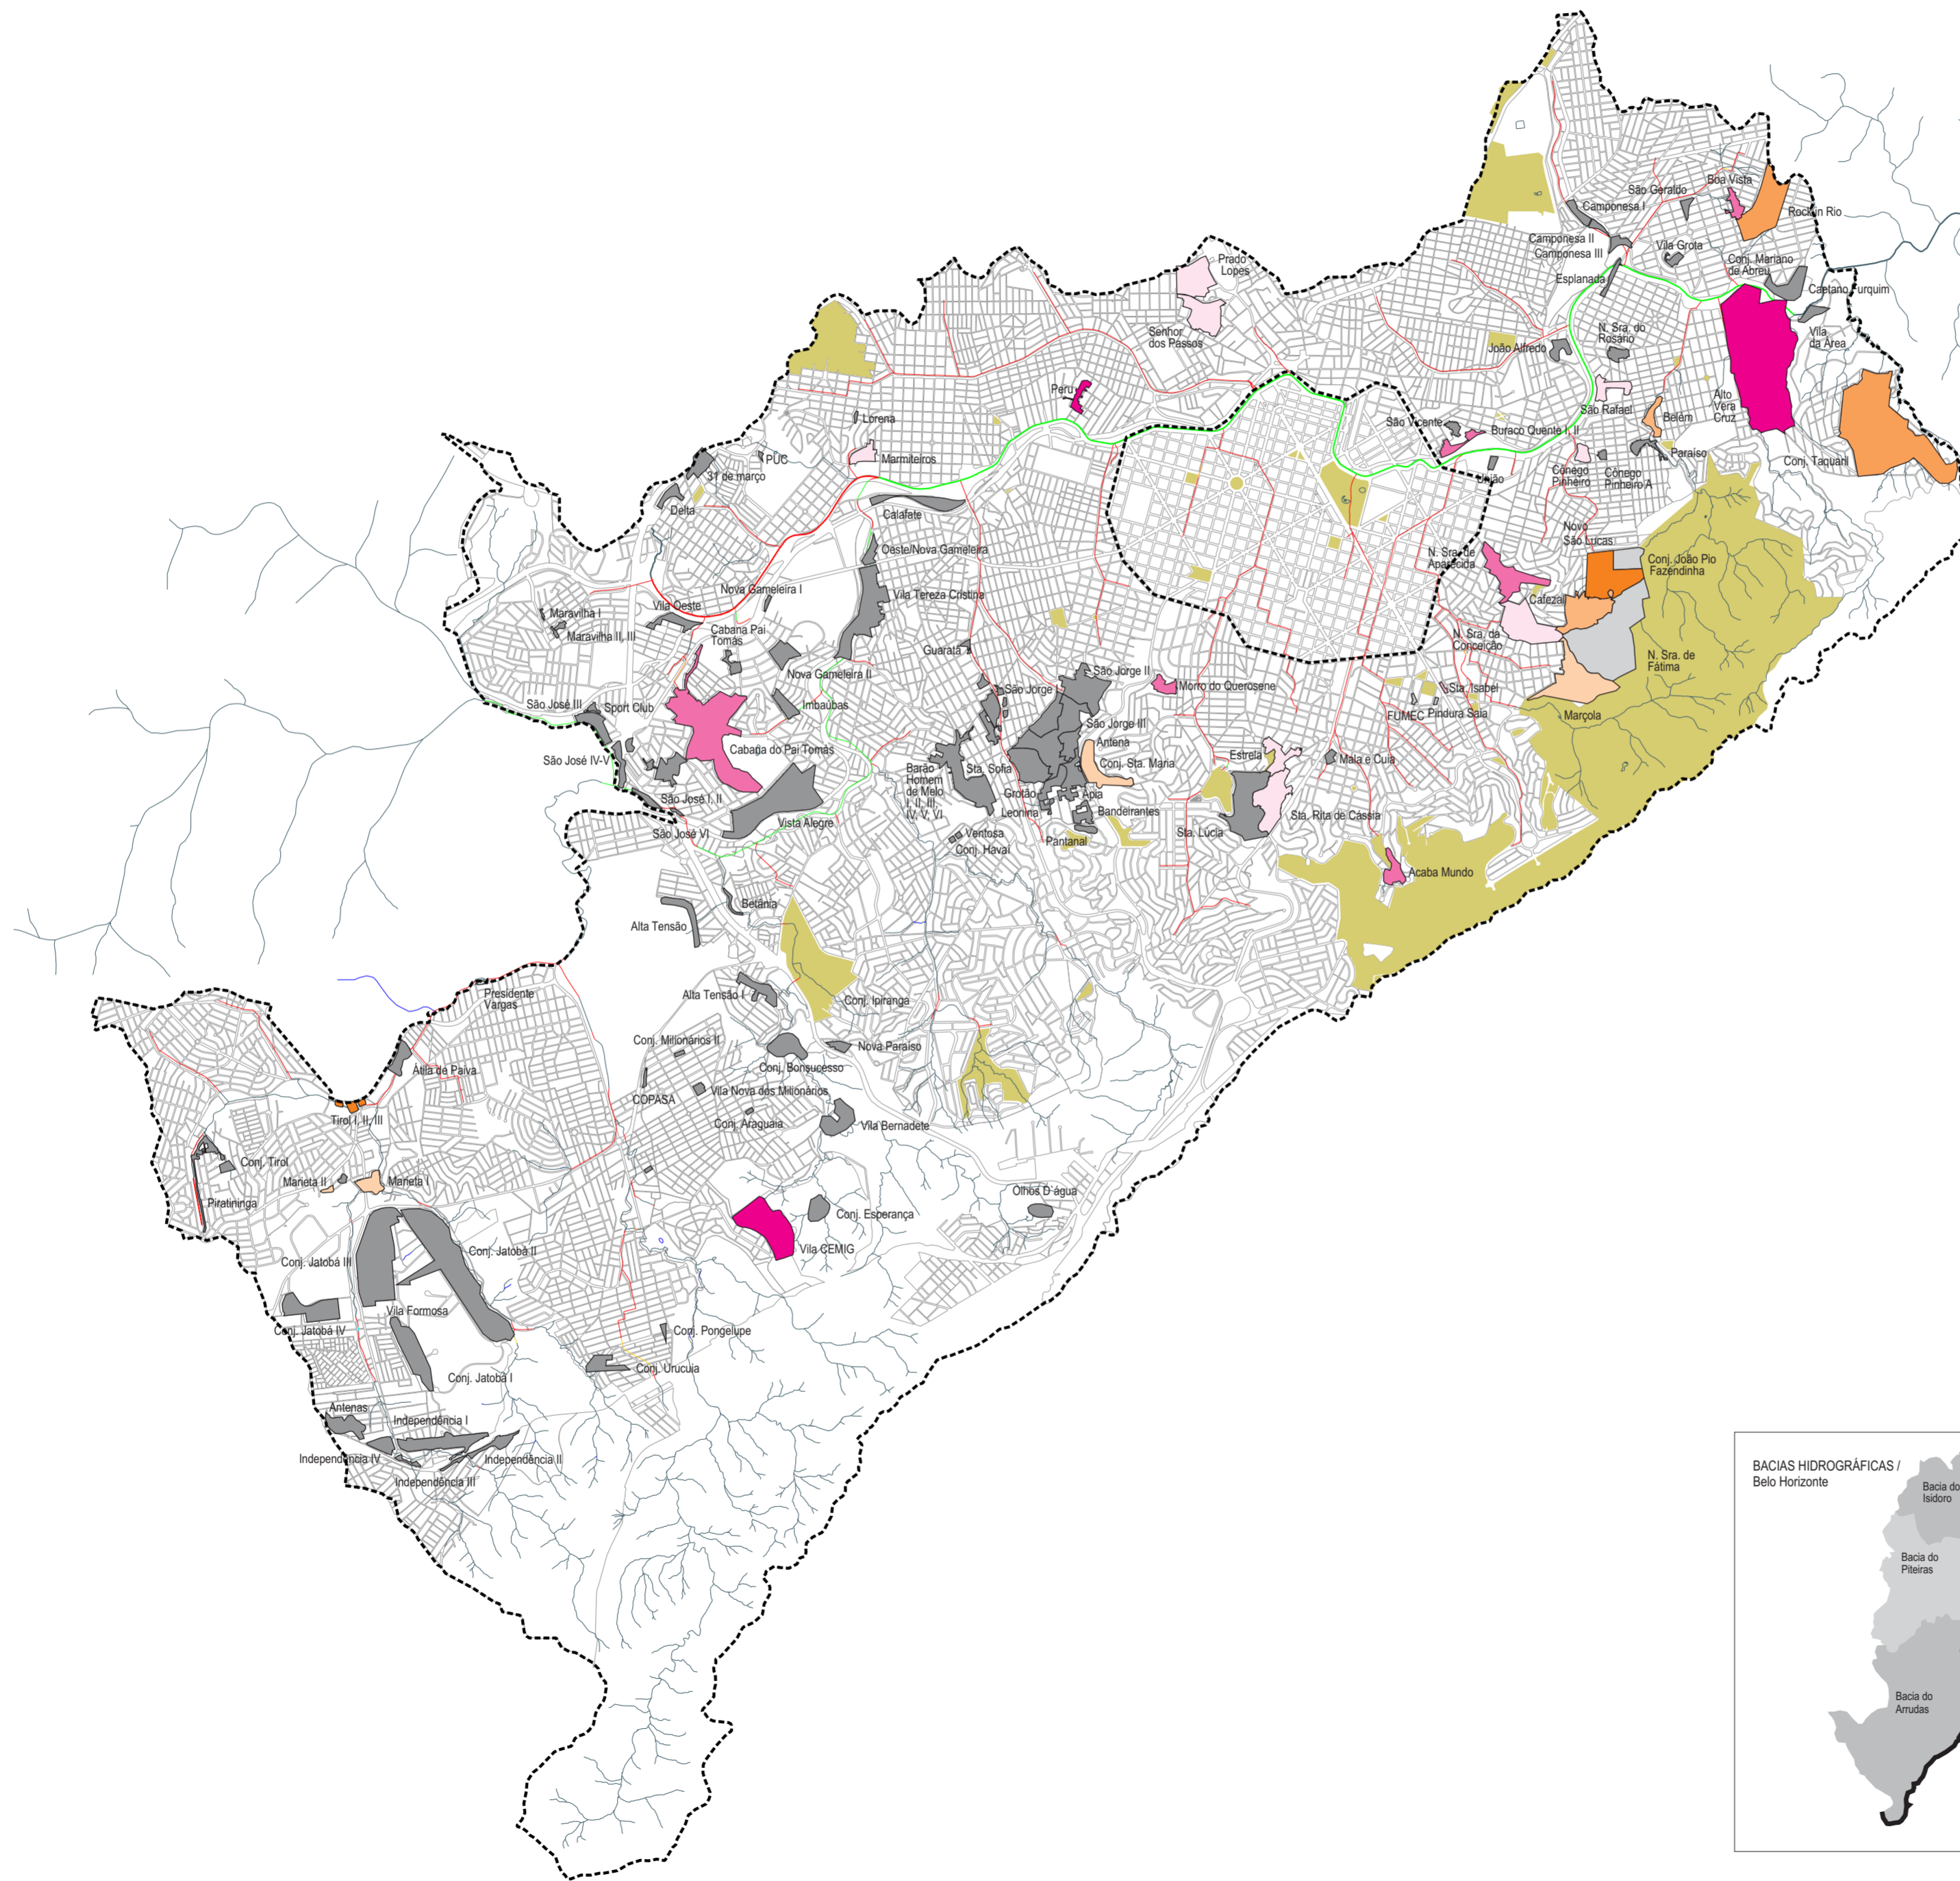 São Geraldo
Boa Vista
Camponesa I
Rock in Rio
Camponesa II
Camponesa III
Vila Grota
Prado
Lopes
Conj. Mariano
de Abreu
Esplanada
Caetano Furquim
Senhor
dos Passos
N. Sra. do
Rosário
Vila
da Área
João Alfredo
Peru
Alto
Vera
Cruz
São Rafael
Belém
Lorena
São Vicente
Buraco Quente I, II
Marmiteiros
PUC
31 de março
Paraíso
Conj. Taquaril
Cônego
Pinheiro
Cônego
Pinheiro A
União
Delta
Calafate
Novo
São Lucas
Oeste/Nova Gameleira
N. Sra. de
Aparecida
Conj. João Pio
Fazendinha
Nova Gameleira I
Vila Tereza Cristina
Cafezal
Maravilha I
Vila Oeste
Maravilha II, III
Cabana Pai
Tomás
N. Sra. da
Conceição
Guaratã
N. Sra. de
Fátima
Nova Gameleira II
São Jorge II
São Jorge I
Morro do Querosene
Sta. Isabel
São José III
Sport Club
Imbaúbas
FUMEC
Pindura Saia
Marçola
São Jorge III
Cabana do Pai Tomás
Antena
São José IV-V
Conj. Sta. Maria
Estrela
Mala e Cuia
Barão
Homem
de Melo
I, II, III,
IV, V, VI
Sta. Sofia
Grotão
Ápia
São José I, II
Leonina
Bandeirantes
Sta. Rita de Cássia
Vista Alegre
São José VI
Ventosa
Pantanal
Sta. Lúcia
Conj. Havaí
Acaba Mundo
Betânia
Alta Tensão
Presidente
Vargas
Alta Tensão I
Conj. Ipiranga
Conj. Milionários II
Nova Paraíso
Conj. Bonsucesso
Átila de Paiva
Vila Nova dos Milionários
COPASA
Tirol I, II, III
Conj. Araguaia
Vila Bernadete
Conj. Tirol
Marieta II
Marieta I
Olhos D`água
Piratininga
Conj. Esperança
Vila CEMIG
Conj. Jatobá II
Conj. Jatobá III
Vila Formosa
Conj. Jatobá IV
Conj. Pongelupe
Conj. Urucuia
Conj. Jatobá I
Antenas
Independência I
Independência IV
Independência II
Independência III
BACIAS HIDROGRÁFICAS /
Belo Horizonte
Bacia do
Isidoro
Bacia do
Piteiras
Bacia do
Arrudas